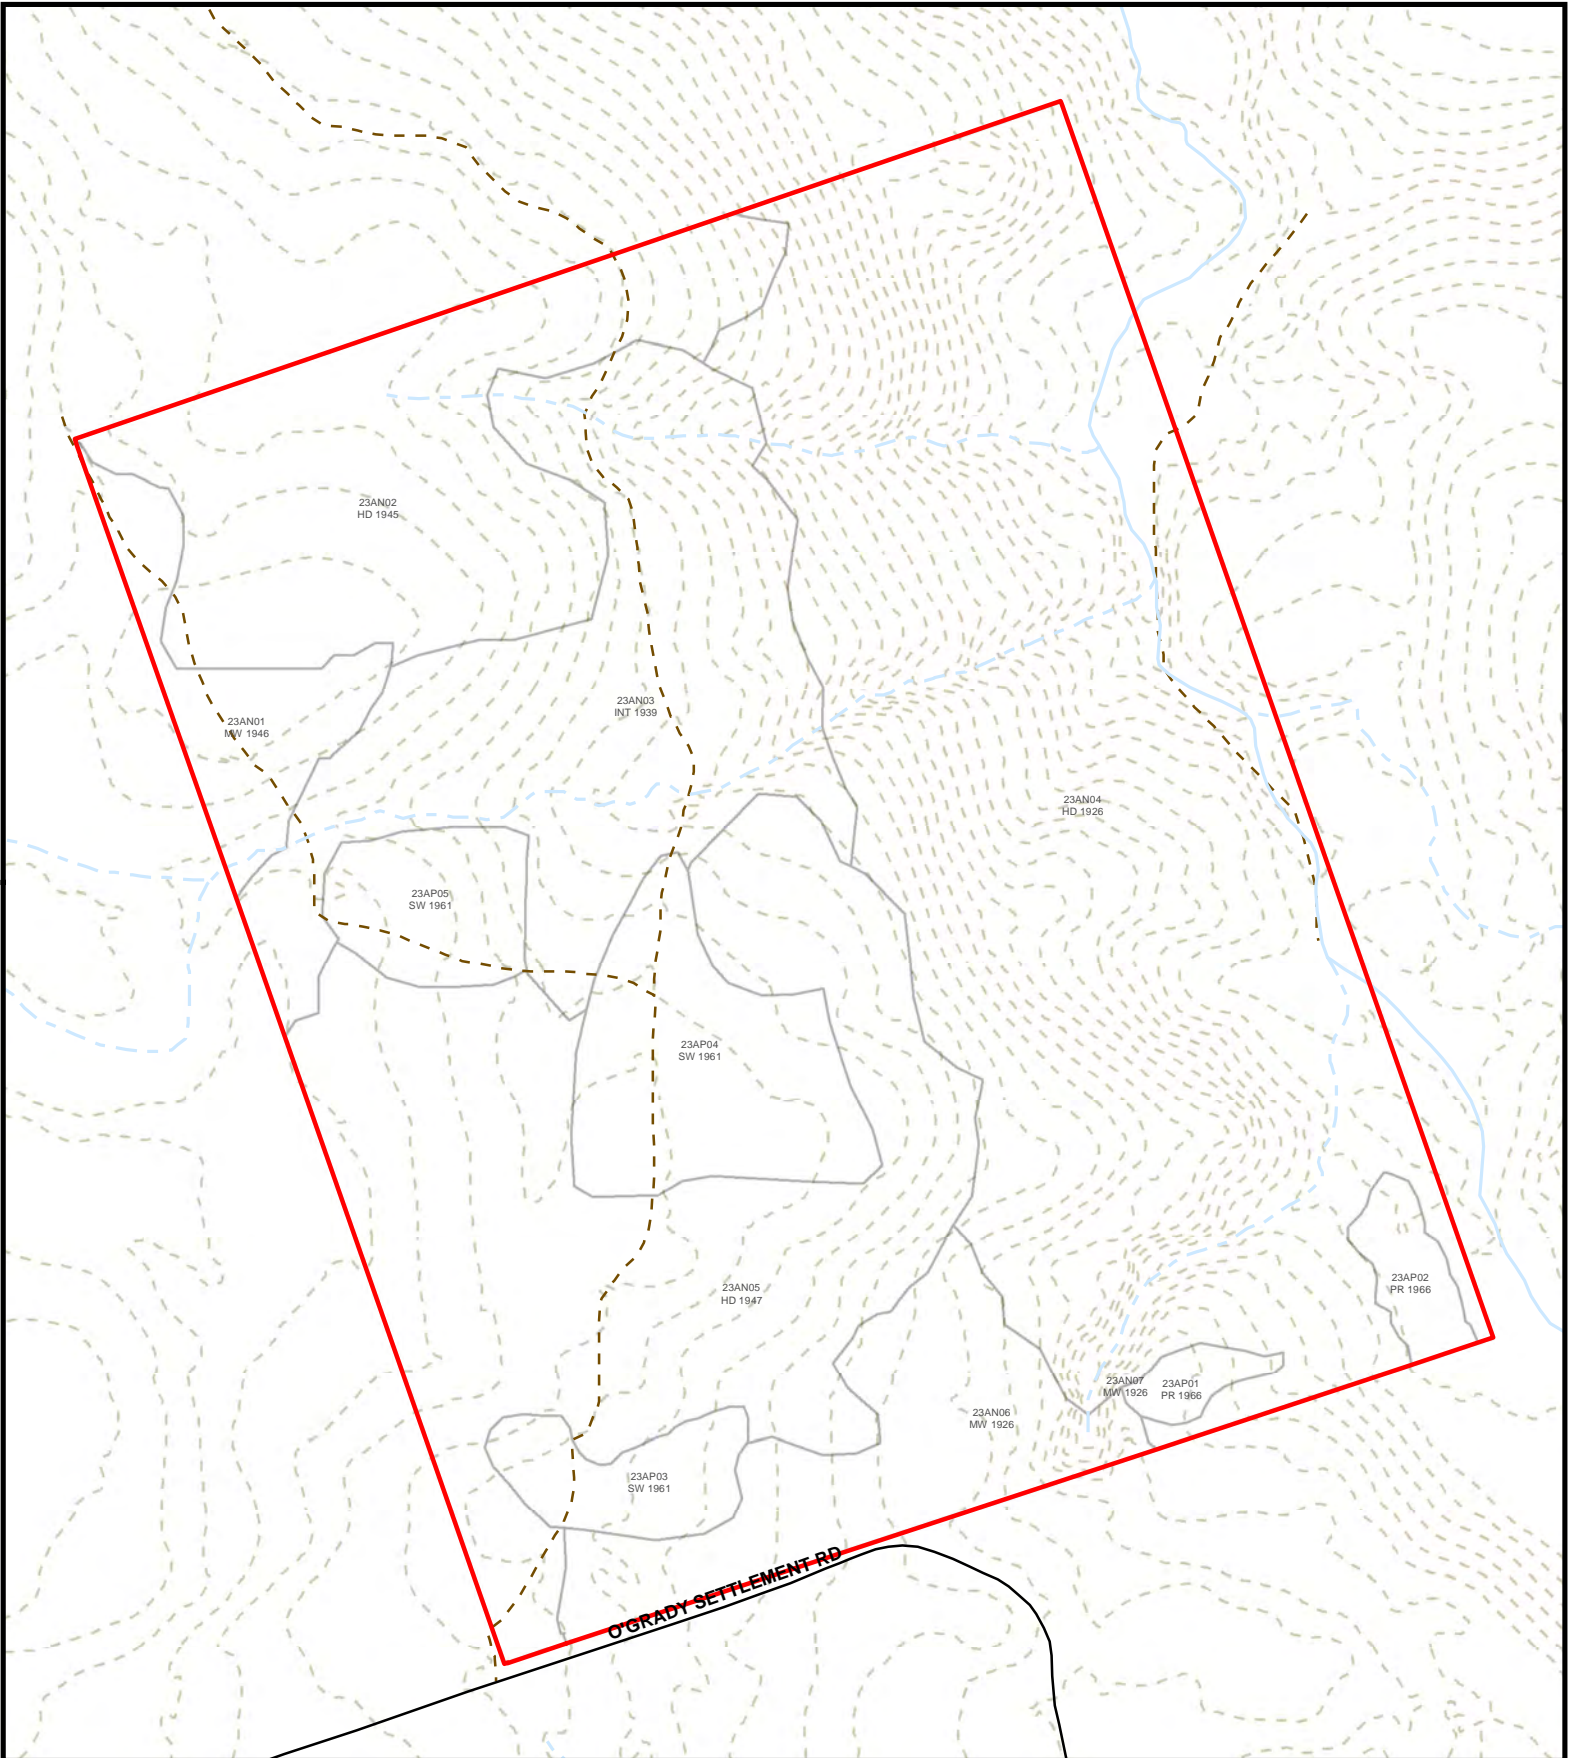 23AN02
HD 1945
23AN03
INT 1939
23AN01
MW 1946
23AN04
HD 1926
23AP05
SW 1961
23AP04
SW 1961
23AN05
HD 1947
23AP02
PR 1966
23AN07
MW 1926
23AP01
PR 1966
23AN06
MW 1926
23AP03
SW 1961
O'GRADY SETTLEMENT RD